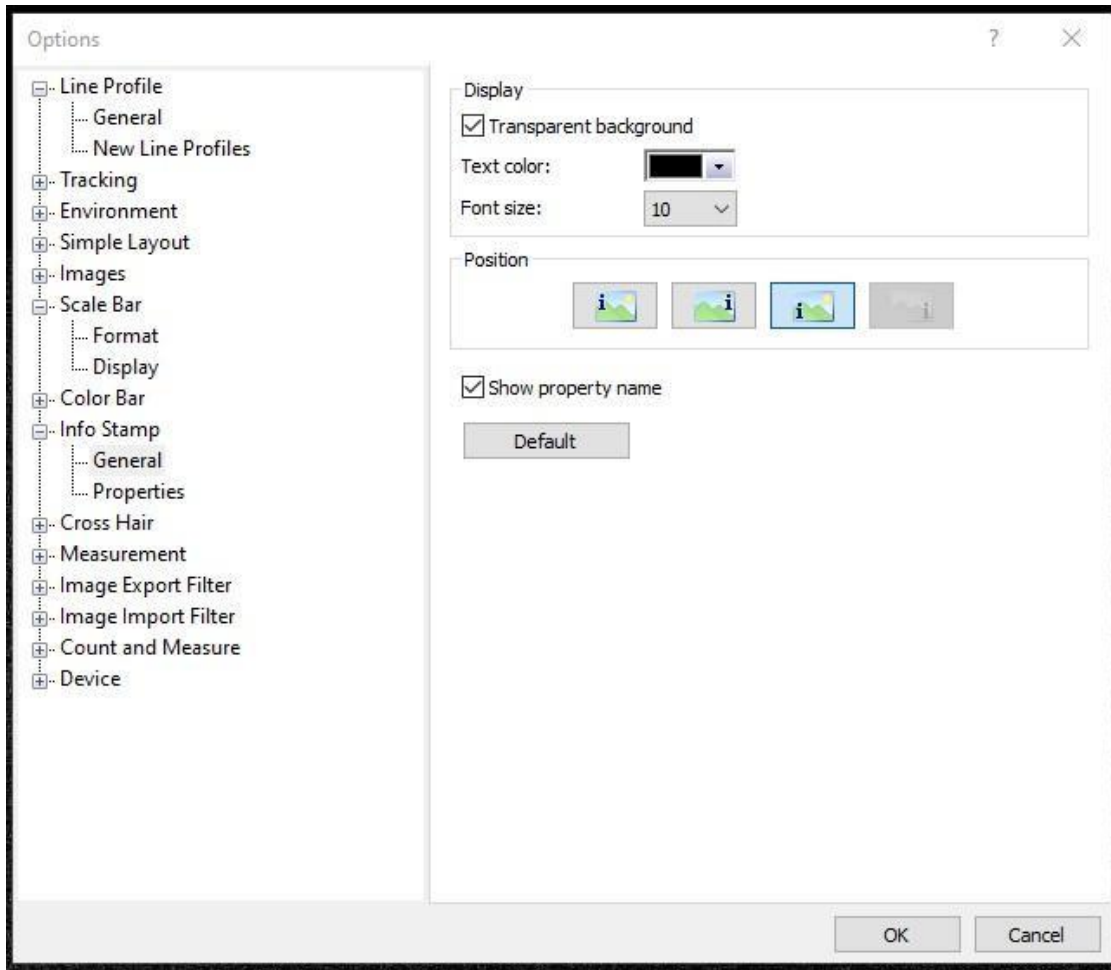 Options
Line Profile
General
New Line Profiles
Tracking
Environment
Simple Layout
Images
Scale Bar
Format
Display
Color Bar
Info Stamp
General
Properties
Cross Hair
Measurement
Image Export Filter
Image Import Filter
Count and Measure
Device
Display
Transparent background
Text color:
Font size:
10
Position
i
i
i
i
Show property name
Default
OK
Cancel